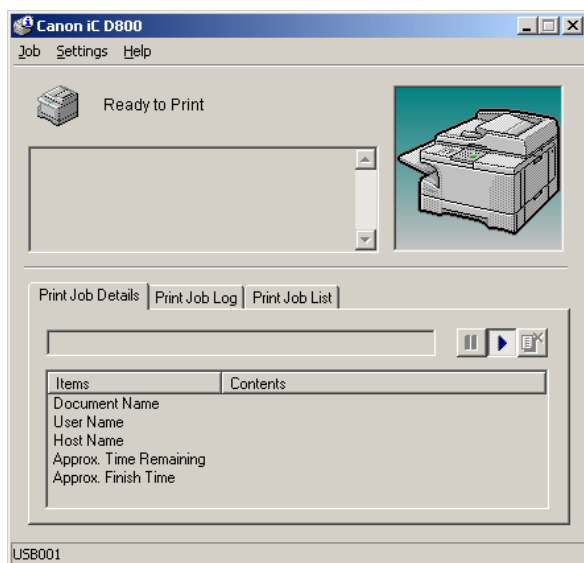 Canon iC D800
Job Settings Help
Ready to Print
Print Job Details Print Job Log Print Job List
Items Contents
Document Name
User Name
Host Name
Approx. Time Remaining
Approx. Finish Time
USB001